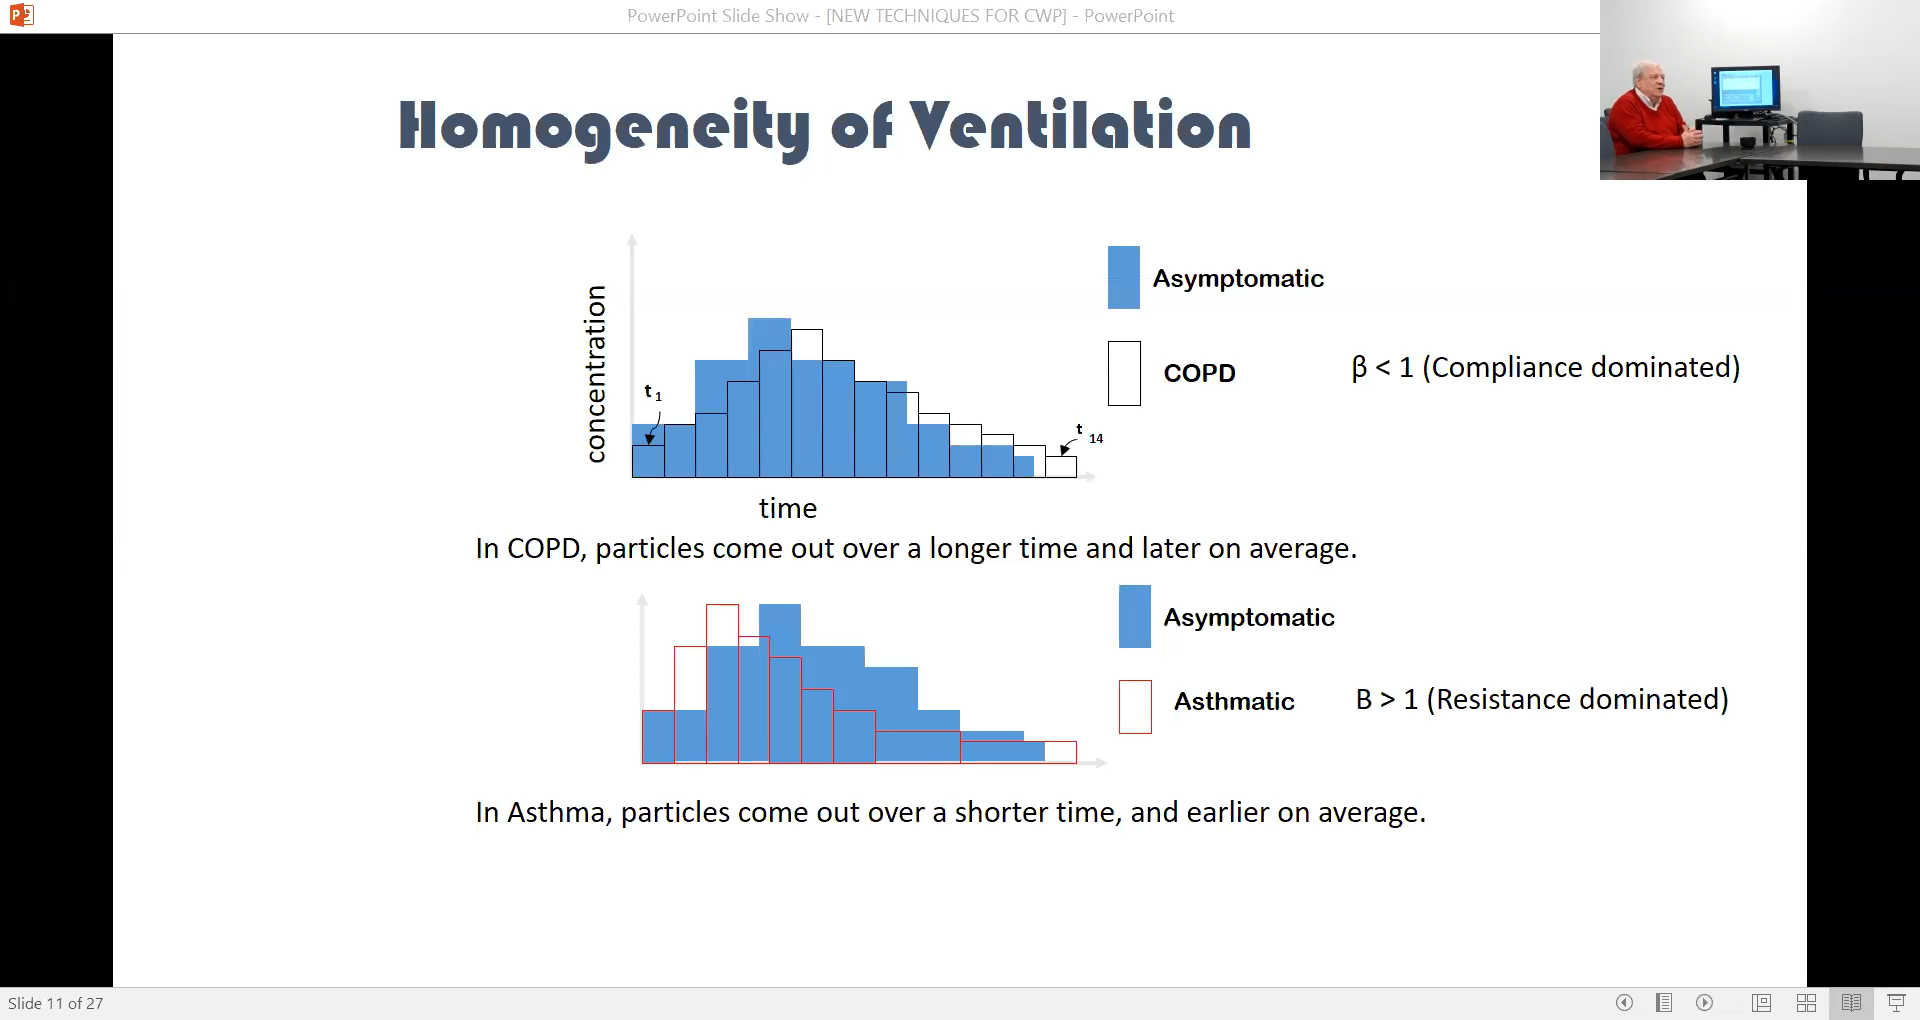 PowerPoint Slide Show - [NEW TECHNIQUES FOR CWP] - PowerPoint
Homogeneity of Ventilation
concentration
t 1
t 14
time
Asymptomatic
COPD
β < 1 (Compliance dominated)
In COPD, particles come out over a longer time and later on average.
Asymptomatic
Asthmatic
B > 1 (Resistance dominated)
In Asthma, particles come out over a shorter time, and earlier on average.
Slide 11 of 27